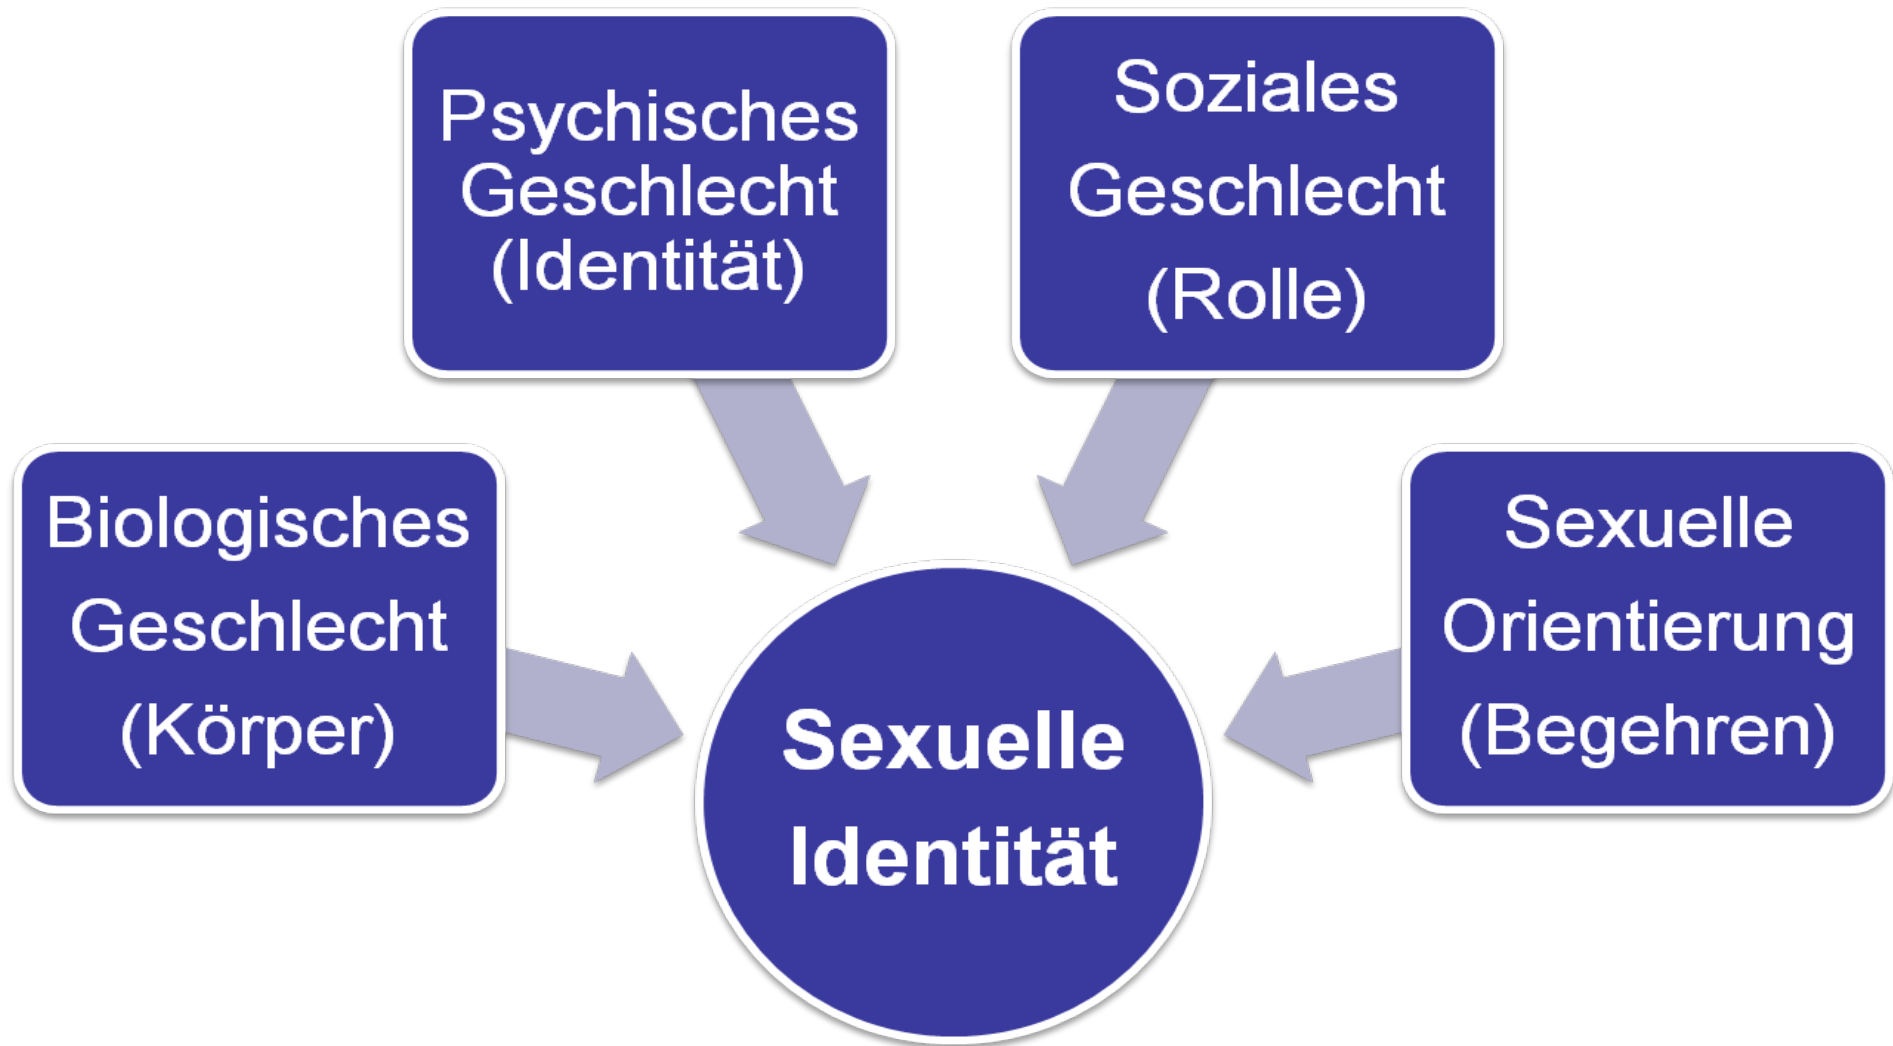 Psychisches
Geschlecht
(Identität)
Soziales
Geschlecht
(Rolle)
Biologisches
Geschlecht
(Körper)
Sexuelle
Orientierung
(Begehren)
Sexuelle
Identität